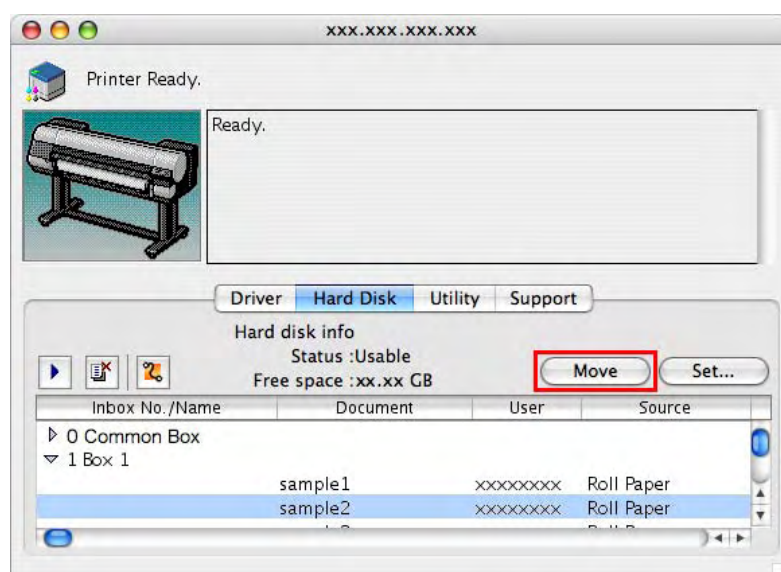 xxx.xxx.xxx.xxx
Printer Ready.
Ready.
Driver Hard Disk Utility Support
Hard disk info
Status :Usable
Free space :xx.xx GB
Move Set...
Inbox No./Name Document User Source
0 Common Box
1 Box 1
sample1 xxxxxxxx Roll Paper
sample2 xxxxxxxx Roll Paper